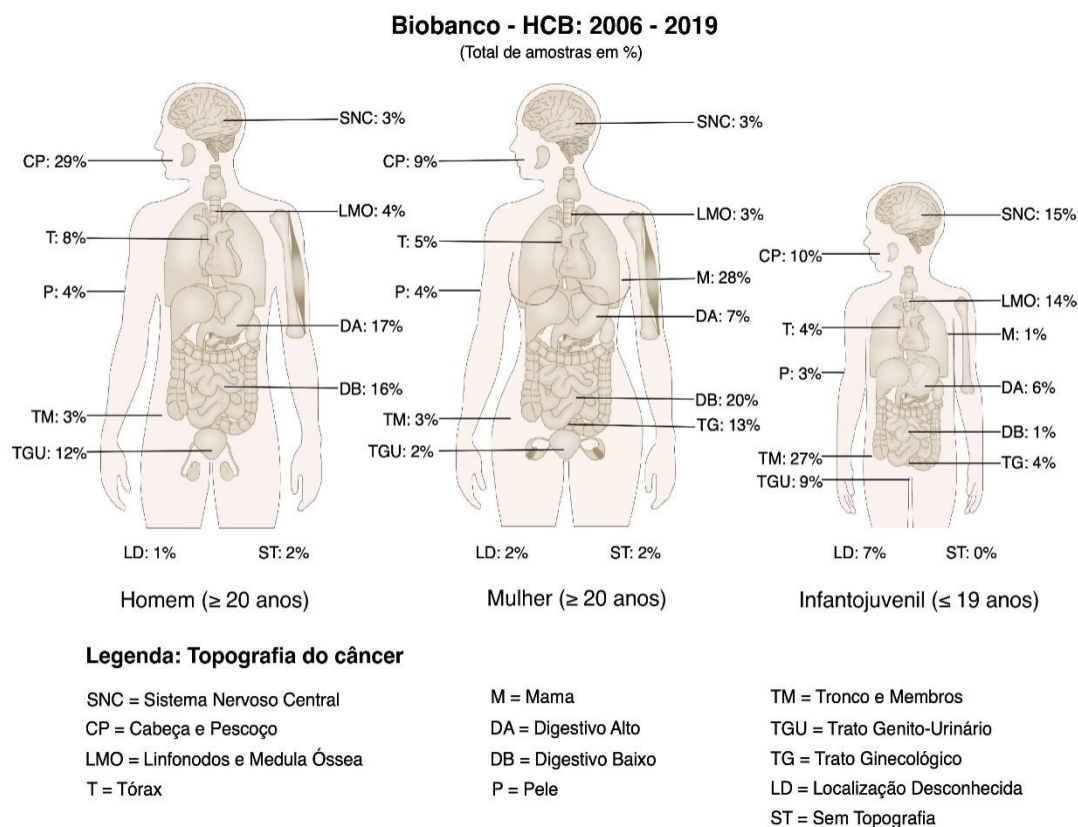 Biobanco - HCB: 2006 - 2019
(Total de amostras em %)
SNC: 3%
CP: 29%
LMO: 4%
T: 8%
P: 4%
DA: 17%
DB: 16%
TM: 3%
TGU: 12%
LD: 1%
ST: 2%
Homem (≥ 20 anos)
SNC: 3%
CP: 9%
LMO: 3%
T: 5%
M: 28%
P: 4%
DA: 7%
DB: 20%
TM: 3%
TG: 13%
TGU: 2%
LD: 2%
ST: 2%
Mulher (≥ 20 anos)
SNC: 15%
CP: 10%
LMO: 14%
T: 4%
M: 1%
P: 3%
DA: 6%
DB: 1%
TM: 27%
TG: 4%
TGU: 9%
LD: 7%
ST: 0%
Infantojuvenil (≤ 19 anos)
Legenda: Topografia do câncer
SNC = Sistema Nervoso Central
CP = Cabeça e Pescoço
LMO = Linfonodos e Medula Óssea
T = Tórax
M = Mama
DA = Digestivo Alto
DB = Digestivo Baixo
P = Pele
TM = Tronco e Membros
TGU = Trato Genito-Urinário
TG = Trato Ginecológico
LD = Localização Desconhecida
ST = Sem Topografia